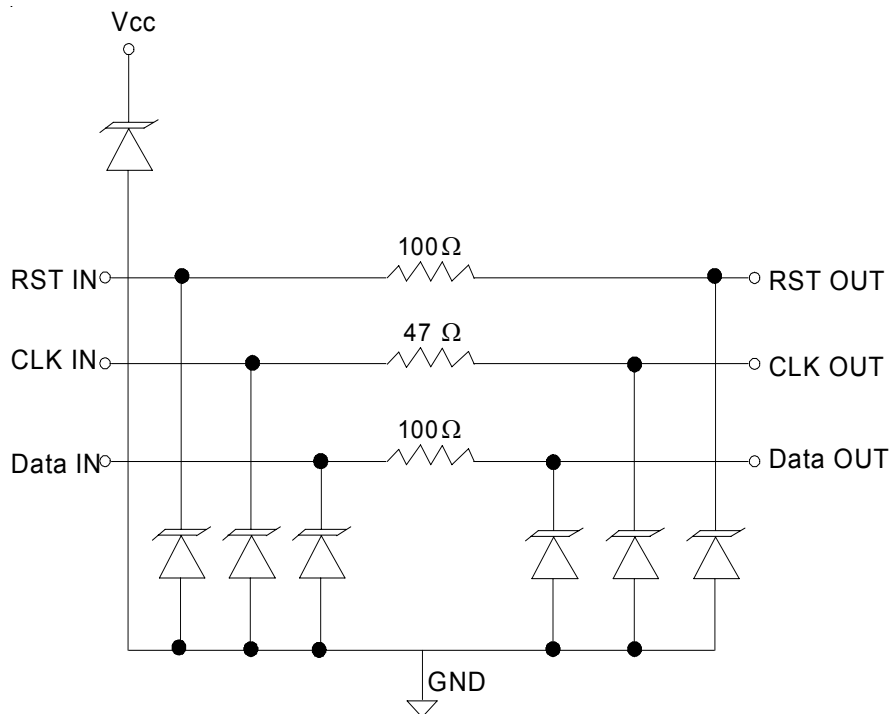 Vcc
100Ω
RST IN
RST OUT
47 Ω
CLK IN
CLK OUT
100Ω
Data IN
Data OUT
GND